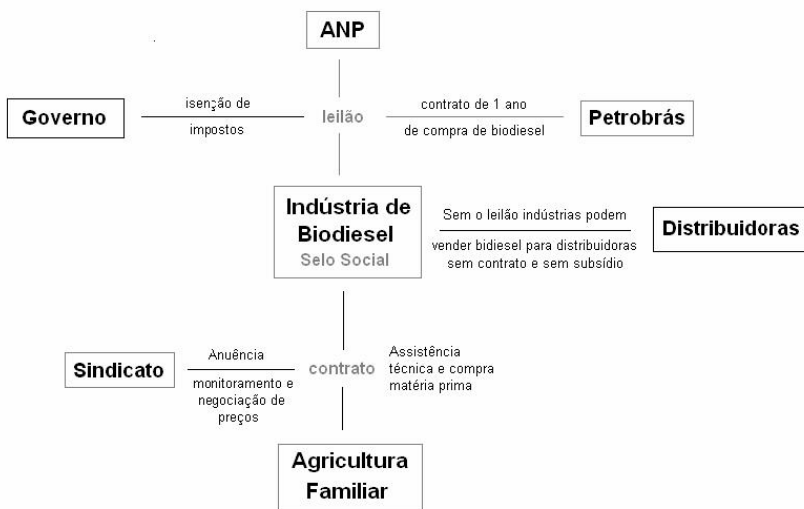 ANP
Governo
isenção de
impostos
leilão
contrato de 1 ano
de compra de biodiesel
Petrobrás
Indústria de
Biodiesel
Selo Social
Sem o leilão indústrias podem
vender bidiesel para distribuidoras
sem contrato e sem subsídio
Distribuidoras
Sindicato
Anuência
monitoramento e
negociação de
preços
contrato
Assistência
técnica e compra
matéria prima
Agricultura
Familiar